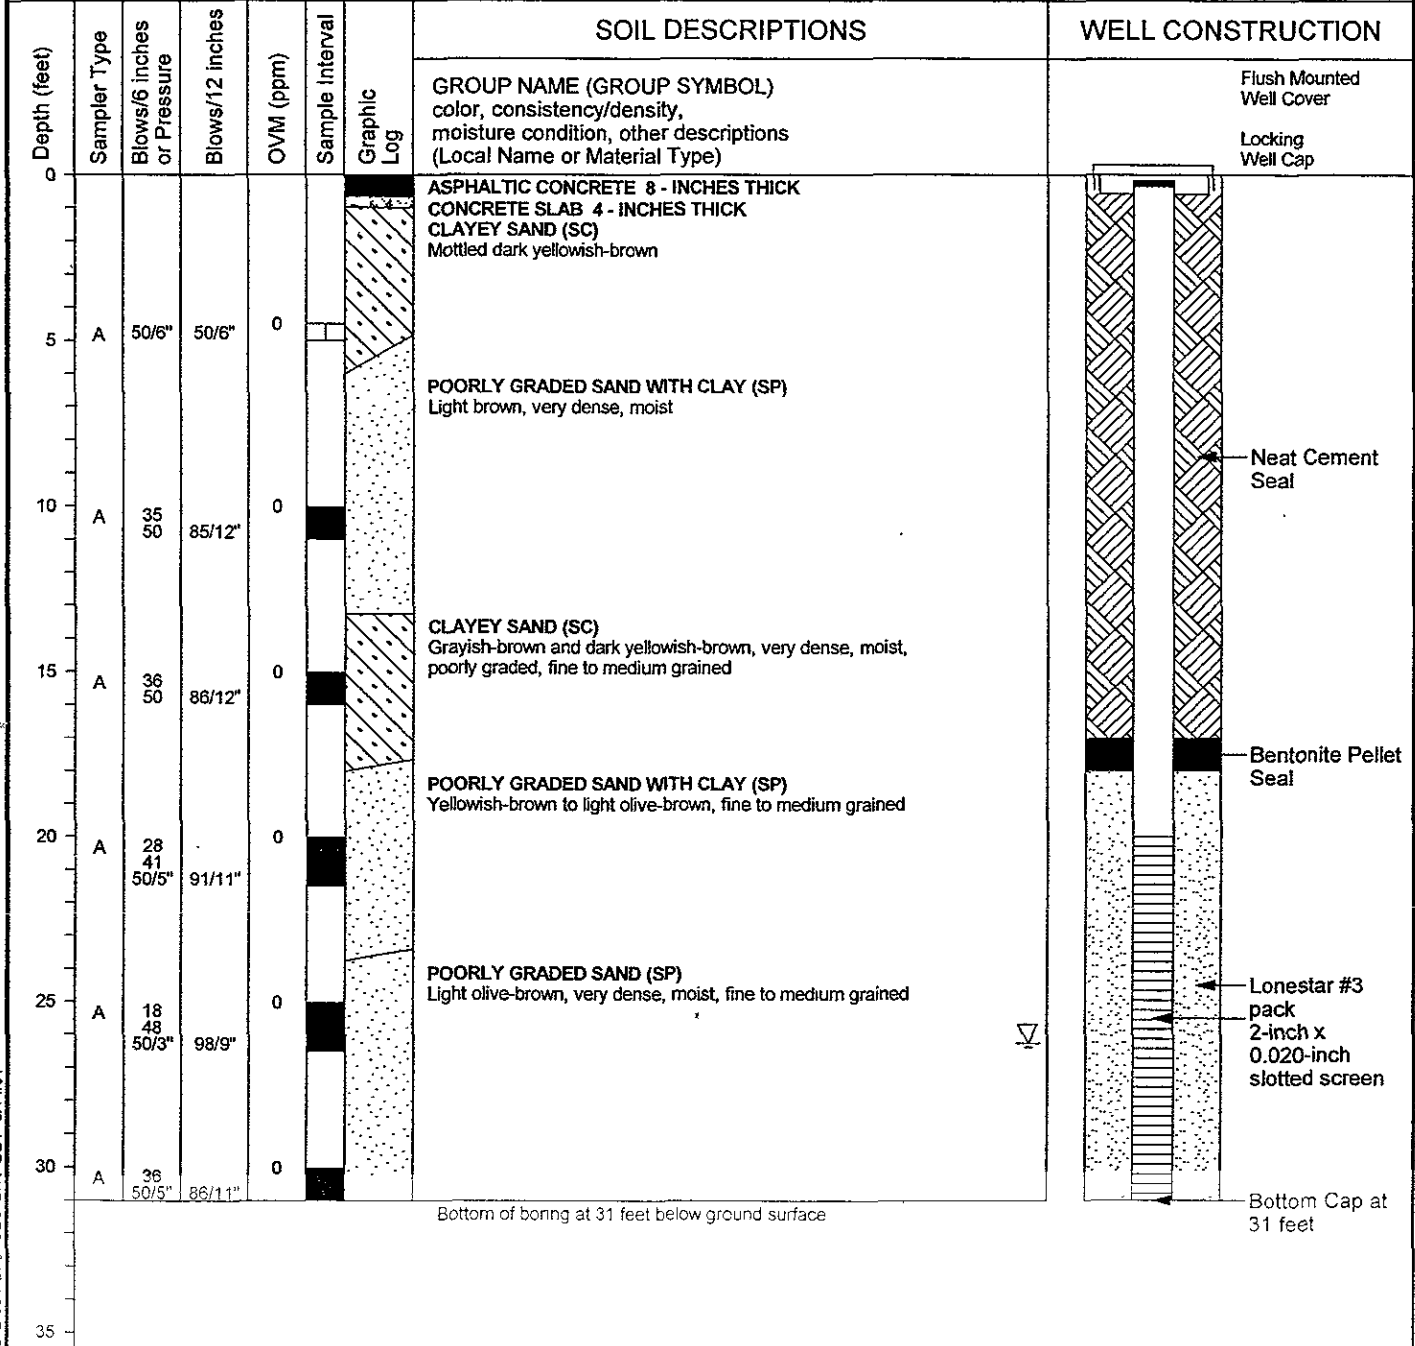 Depth (feet)
Sampler Type
Blows/6 inches
or Pressure
Blows/12 inches
OVM (ppm)
Sample Interval
Graphic
Log
SOIL DESCRIPTIONS
GROUP NAME (GROUP SYMBOL)
color, consistency/density,
moisture condition, other descriptions
(Local Name or Material Type)
WELL CONSTRUCTION
Flush Mounted
Well Cover
Locking
Well Cap
0
ASPHALTIC CONCRETE 8 - INCHES THICK
CONCRETE SLAB 4 - INCHES THICK
CLAYEY SAND (SC)
Mottled dark yellowish-brown
5
A
50/6"
50/6"
0
POORLY GRADED SAND WITH CLAY (SP)
Light brown, very dense, moist
Neat Cement
Seal
10
A
35
50
85/12"
0
CLAYEY SAND (SC)
Grayish-brown and dark yellowish-brown, very dense, moist,
poorly graded, fine to medium grained
15
A
36
50
86/12"
0
Bentonite Pellet
Seal
POORLY GRADED SAND WITH CLAY (SP)
Yellowish-brown to light olive-brown, fine to medium grained
20
A
28
41
50/5"
91/11"
0
POORLY GRADED SAND (SP)
Light olive-brown, very dense, moist, fine to medium grained
25
A
18
48
50/3"
98/9"
0
Lonestar #3
pack
2-inch x
0.020-inch
slotted screen
30
A
36
50/5"
86/11"
0
Bottom of boring at 31 feet below ground surface
Bottom Cap at
31 feet
35